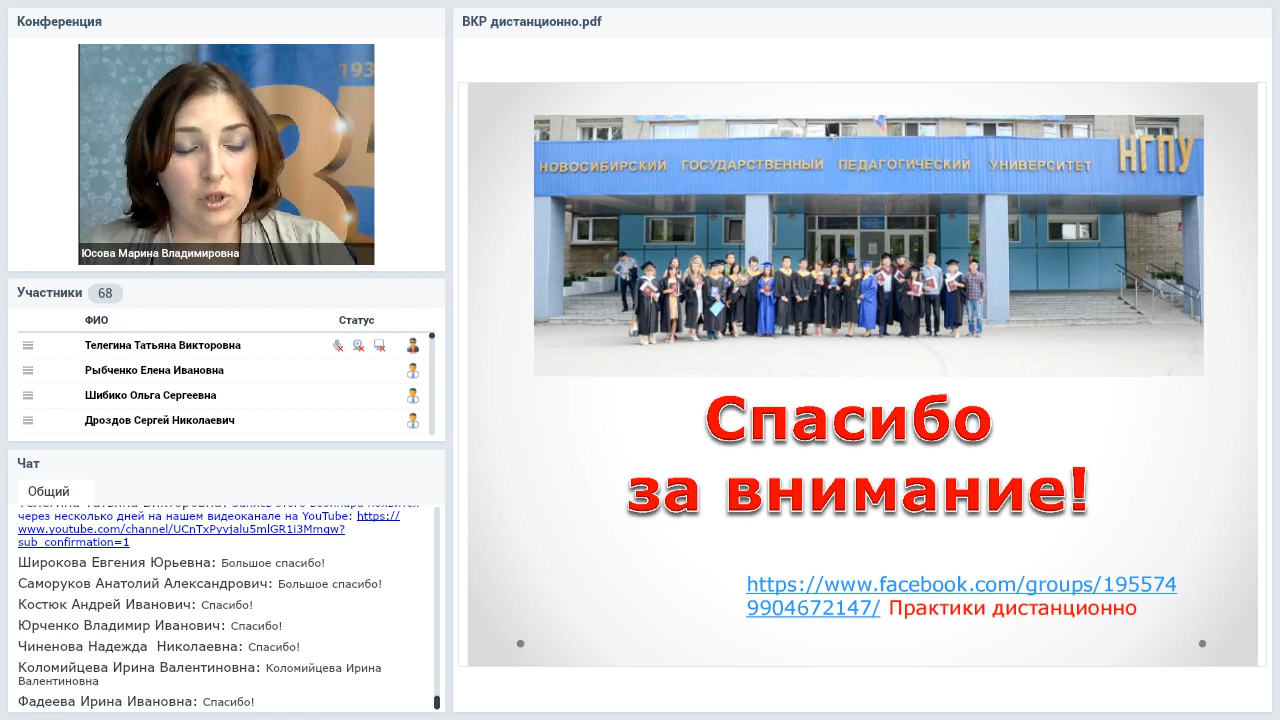 Конференция
193
85
Юсова Марина Владимировна
Участники 68
ФИО Статус
Телегина Татьяна Викторовна
Рыбченко Елена Ивановна
Шибико Ольга Сергеевна
Дроздов Сергей Николаевич
Чат
Общий
через несколько дней на нашем видеоканале на YouTube: https://
www.youtube.com/channel/UCnTxPyvjalu5mlGR1i3Mmqw?
sub_confirmation=1
Широкова Евгения Юрьевна: Большое спасибо!
Саморуков Анатолий Александрович: Большое спасибо!
Костюк Андрей Иванович: Спасибо!
Юрченко Владимир Иванович: Спасибо!
Чиненова Надежда  Николаевна: Спасибо!
Коломийцева Ирина Валентиновна: Коломийцева Ирина
Валентиновна
Фадеева Ирина Ивановна: Спасибо!
ВКР дистанционно.pdf
НОВОСИБИРСКИЙ ГОСУДАРСТВЕННЫЙ ПЕДАГОГИЧЕСКИЙ УНИВЕРСИТЕТ НГПУ
Спасибо
за внимание!
https://www.facebook.com/groups/195574
9904672147/ Практики дистанционно